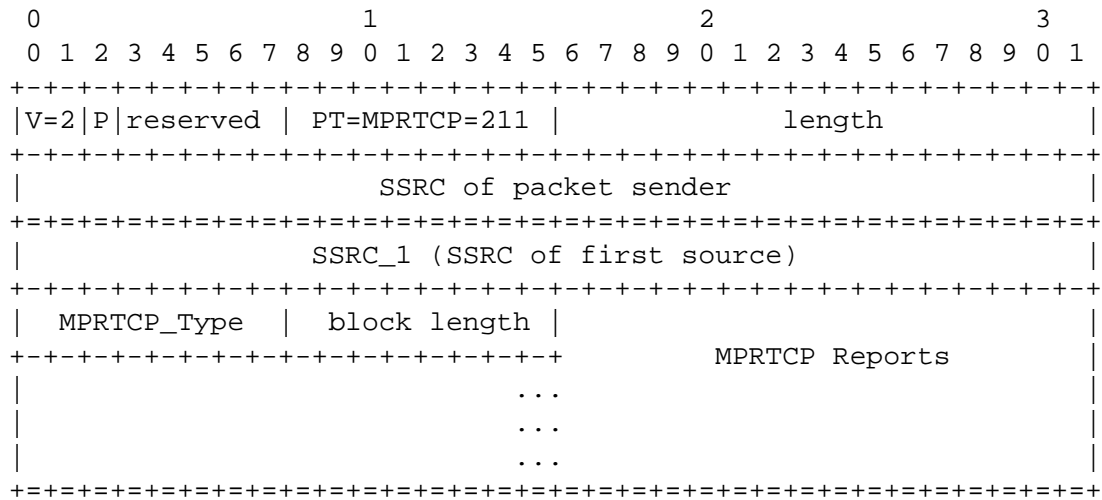 0                   1                   2                   3
 0 1 2 3 4 5 6 7 8 9 0 1 2 3 4 5 6 7 8 9 0 1 2 3 4 5 6 7 8 9 0 1
+-+-+-+-+-+-+-+-+-+-+-+-+-+-+-+-+-+-+-+-+-+-+-+-+-+-+-+-+-+-+-+-+
|V=2|P|reserved | PT=MPRTCP=211 |             length            |
+-+-+-+-+-+-+-+-+-+-+-+-+-+-+-+-+-+-+-+-+-+-+-+-+-+-+-+-+-+-+-+-+
|                     SSRC of packet sender                     |
+=+=+=+=+=+=+=+=+=+=+=+=+=+=+=+=+=+=+=+=+=+=+=+=+=+=+=+=+=+=+=+=+
|                 SSRC_1 (SSRC of first source)                 |
+-+-+-+-+-+-+-+-+-+-+-+-+-+-+-+-+-+-+-+-+-+-+-+-+-+-+-+-+-+-+-+-+
|  MPRTCP_Type  |  block length |                               |
+-+-+-+-+-+-+-+-+-+-+-+-+-+-+-+-+         MPRTCP Reports        |
|                             ...                               |
|                             ...                               |
|                             ...                               |
+=+=+=+=+=+=+=+=+=+=+=+=+=+=+=+=+=+=+=+=+=+=+=+=+=+=+=+=+=+=+=+=+